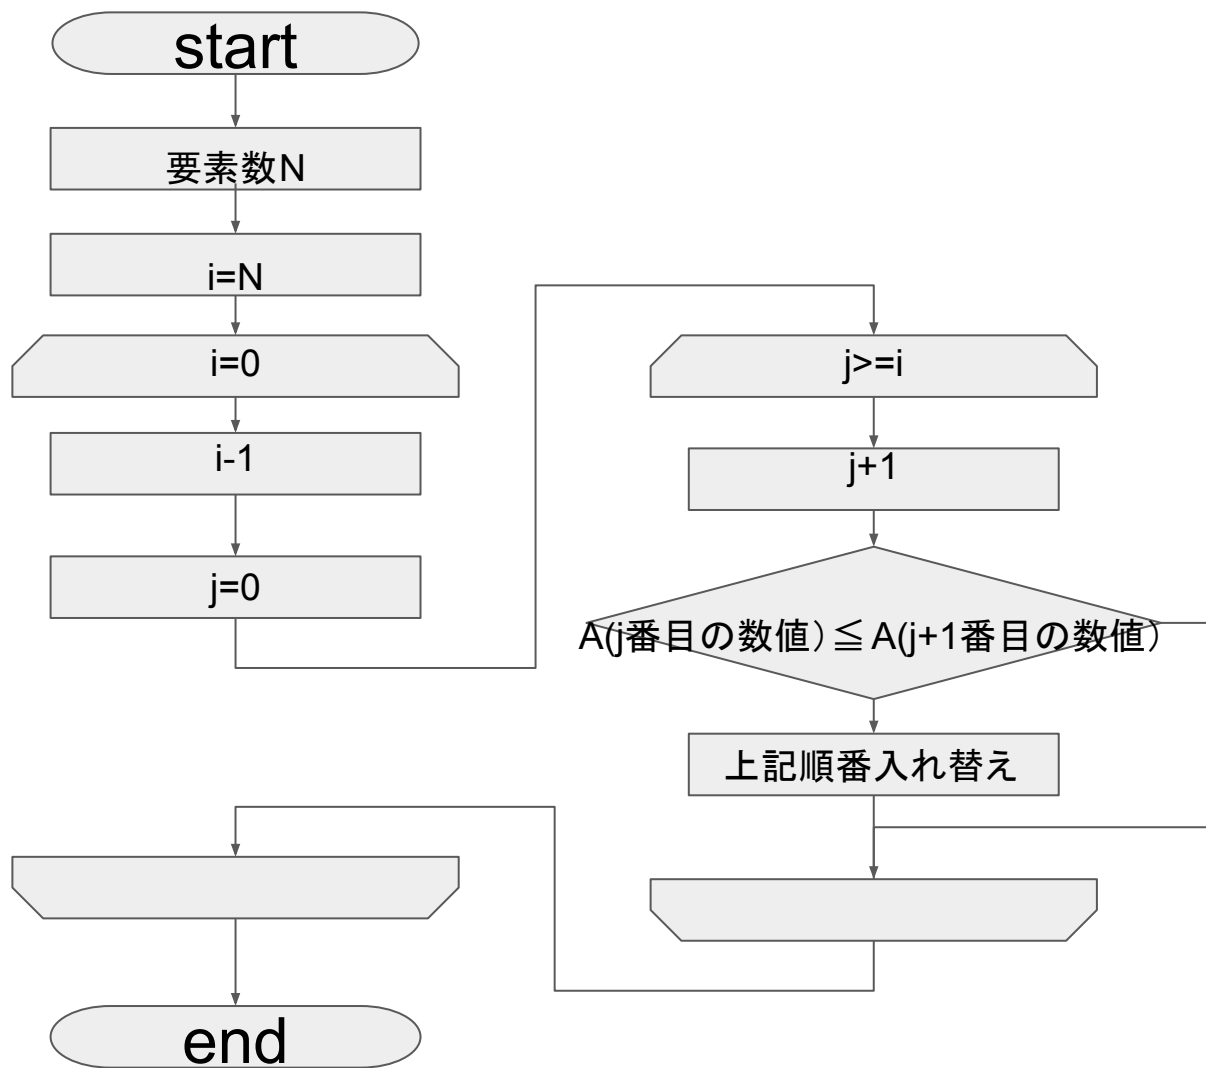 start
要素数N
i=N
i=0
i-1
j=0
j>=i
j+1
A(j番目の数値)≦A(j+1番目の数値)
上記順番入れ替え
end